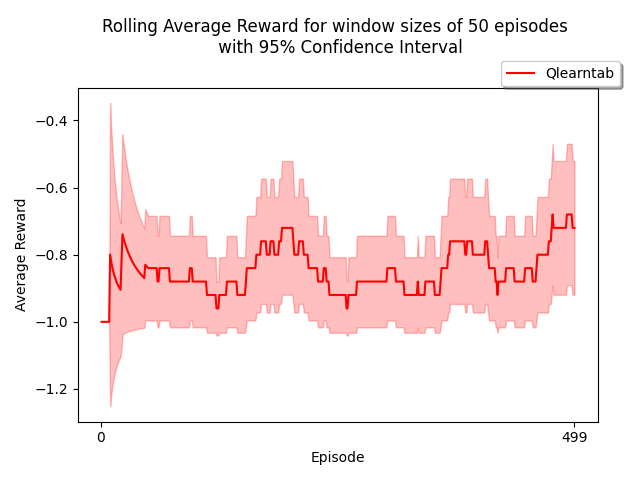 Rolling Average Reward for window sizes of 50 episodes
with 95% Confidence Interval
Qlearntab
Average Reward
−0.4
−0.6
−0.8
−1.0
−1.2
0
499
Episode